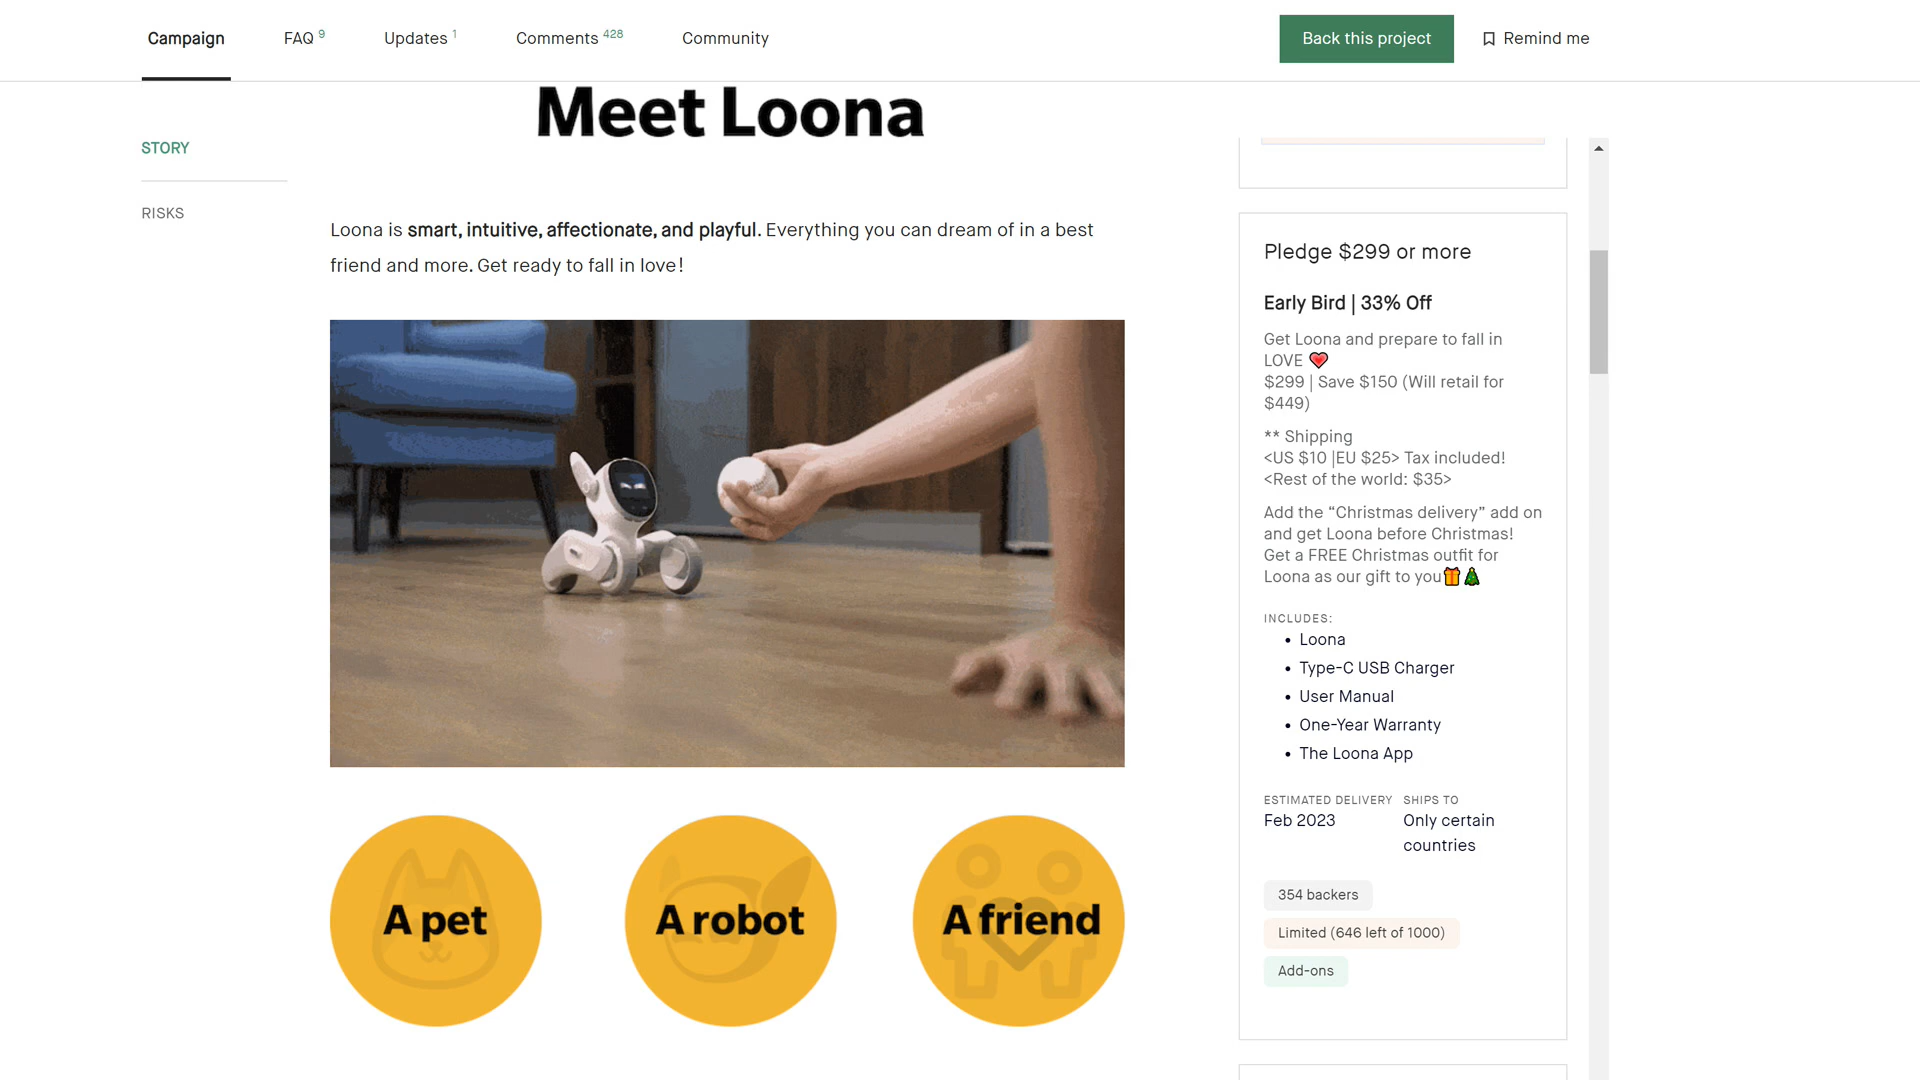 Campaign
FAQ 9
Updates 1
Comments 428
Community
Back this project
Remind me
STORY
RISKS
Meet Loona
Loona is smart, intuitive, affectionate, and playful. Everything you can dream of in a best
friend and more. Get ready to fall in love!
A pet
A robot
A friend
Pledge $299 or more
Early Bird | 33% Off
Get Loona and prepare to fall in
LOVE ❤️
$299 | Save $150 (Will retail for
$449)
** Shipping
<US $10 |EU $25> Tax included!
<Rest of the world: $35>
Add the “Christmas delivery” add on
and get Loona before Christmas!
Get a FREE Christmas outfit for
Loona as our gift to you🎁🎄
INCLUDES:
• Loona
• Type-C USB Charger
• User Manual
• One-Year Warranty
• The Loona App
ESTIMATED DELIVERY
Feb 2023
SHIPS TO
Only certain
countries
354 backers
Limited (646 left of 1000)
Add-ons